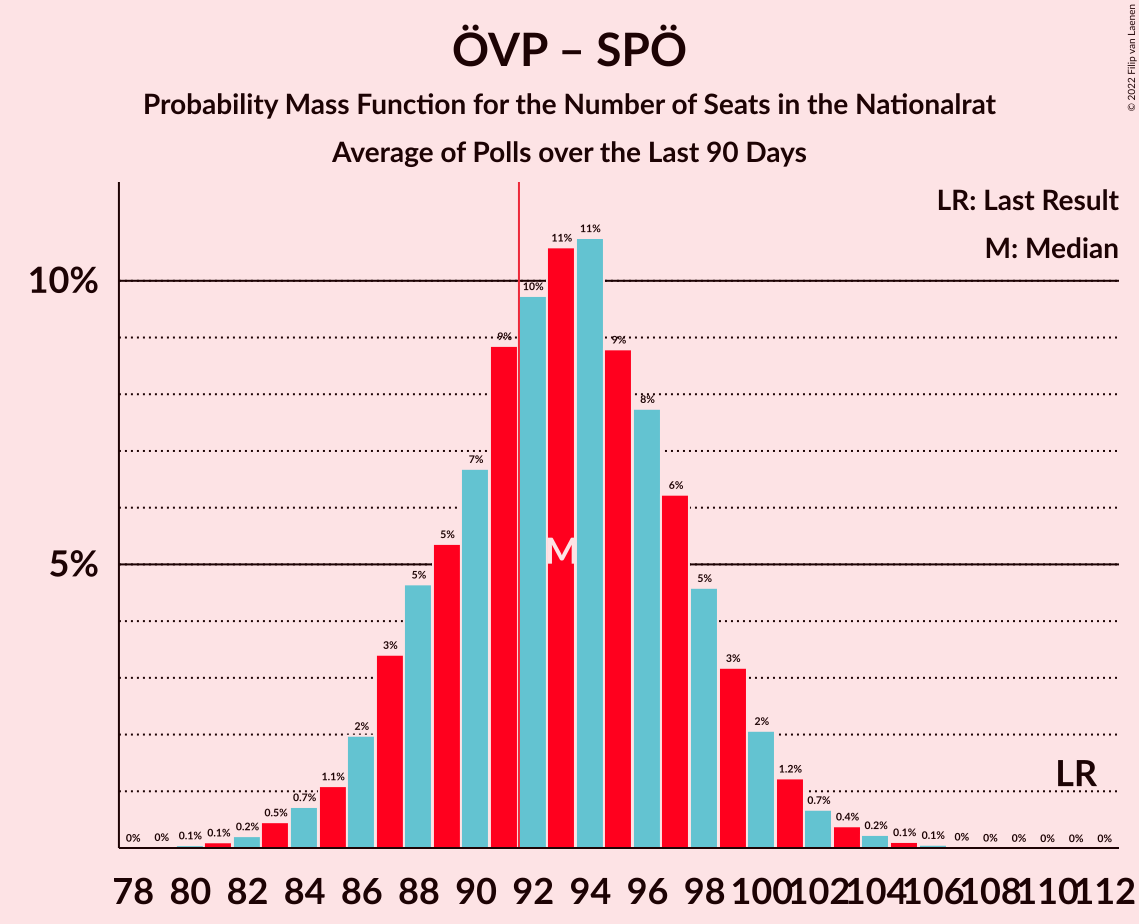 © 2022 Filip van Laenen
ÖVP – SPÖ
Probability Mass Function for the Number of Seats in the Nationalrat
Average of Polls over the Last 90 Days
LR: Last Result
M: Median
10%
5%
0% 0% 0.1% 0.1% 0.2% 0.5% 0.7% 1.1% 2% 3% 5% 5% 7% 9% 10% 11% 11% 9% 8% 6% 5% 3% 2% 1.2% 0.7% 0.4% 0.2% 0.1% 0.1% 0% 0% 0% 0% 0% 0%
M
LR
78 80 82 84 86 88 90 92 94 96 98 100 102 104 106 108 110 112